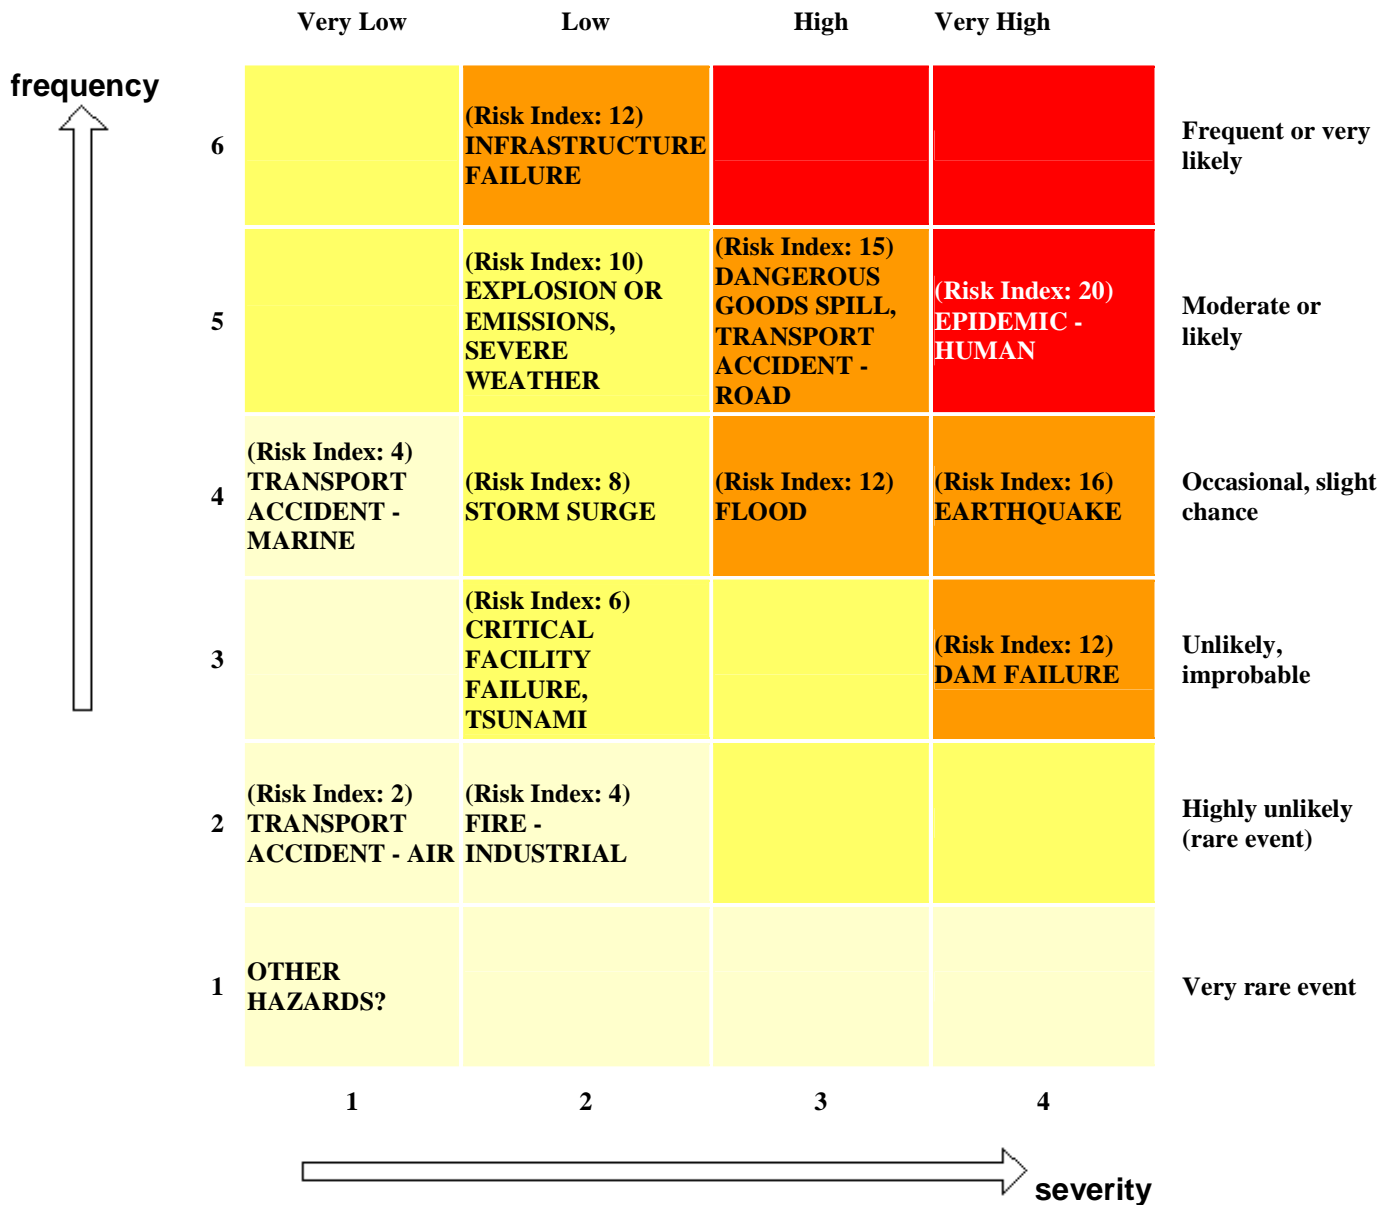 Very Low Low High Very High
frequency
6
(Risk Index: 12)
INFRASTRUCTURE
FAILURE
Frequent or very
likely
5
(Risk Index: 10)
EXPLOSION OR
EMISSIONS,
SEVERE
WEATHER
(Risk Index: 15)
DANGEROUS
GOODS SPILL,
TRANSPORT
ACCIDENT -
ROAD
(Risk Index: 20)
EPIDEMIC -
HUMAN
Moderate or
likely
4
(Risk Index: 4)
TRANSPORT
ACCIDENT -
MARINE
(Risk Index: 8)
STORM SURGE
(Risk Index: 12)
FLOOD
(Risk Index: 16)
EARTHQUAKE
Occasional, slight
chance
3
(Risk Index: 6)
CRITICAL
FACILITY
FAILURE,
TSUNAMI
(Risk Index: 12)
DAM FAILURE
Unlikely,
improbable
2
(Risk Index: 2)
TRANSPORT
ACCIDENT - AIR
(Risk Index: 4)
FIRE -
INDUSTRIAL
Highly unlikely
(rare event)
1
OTHER
HAZARDS?
Very rare event
1 2 3 4
severity